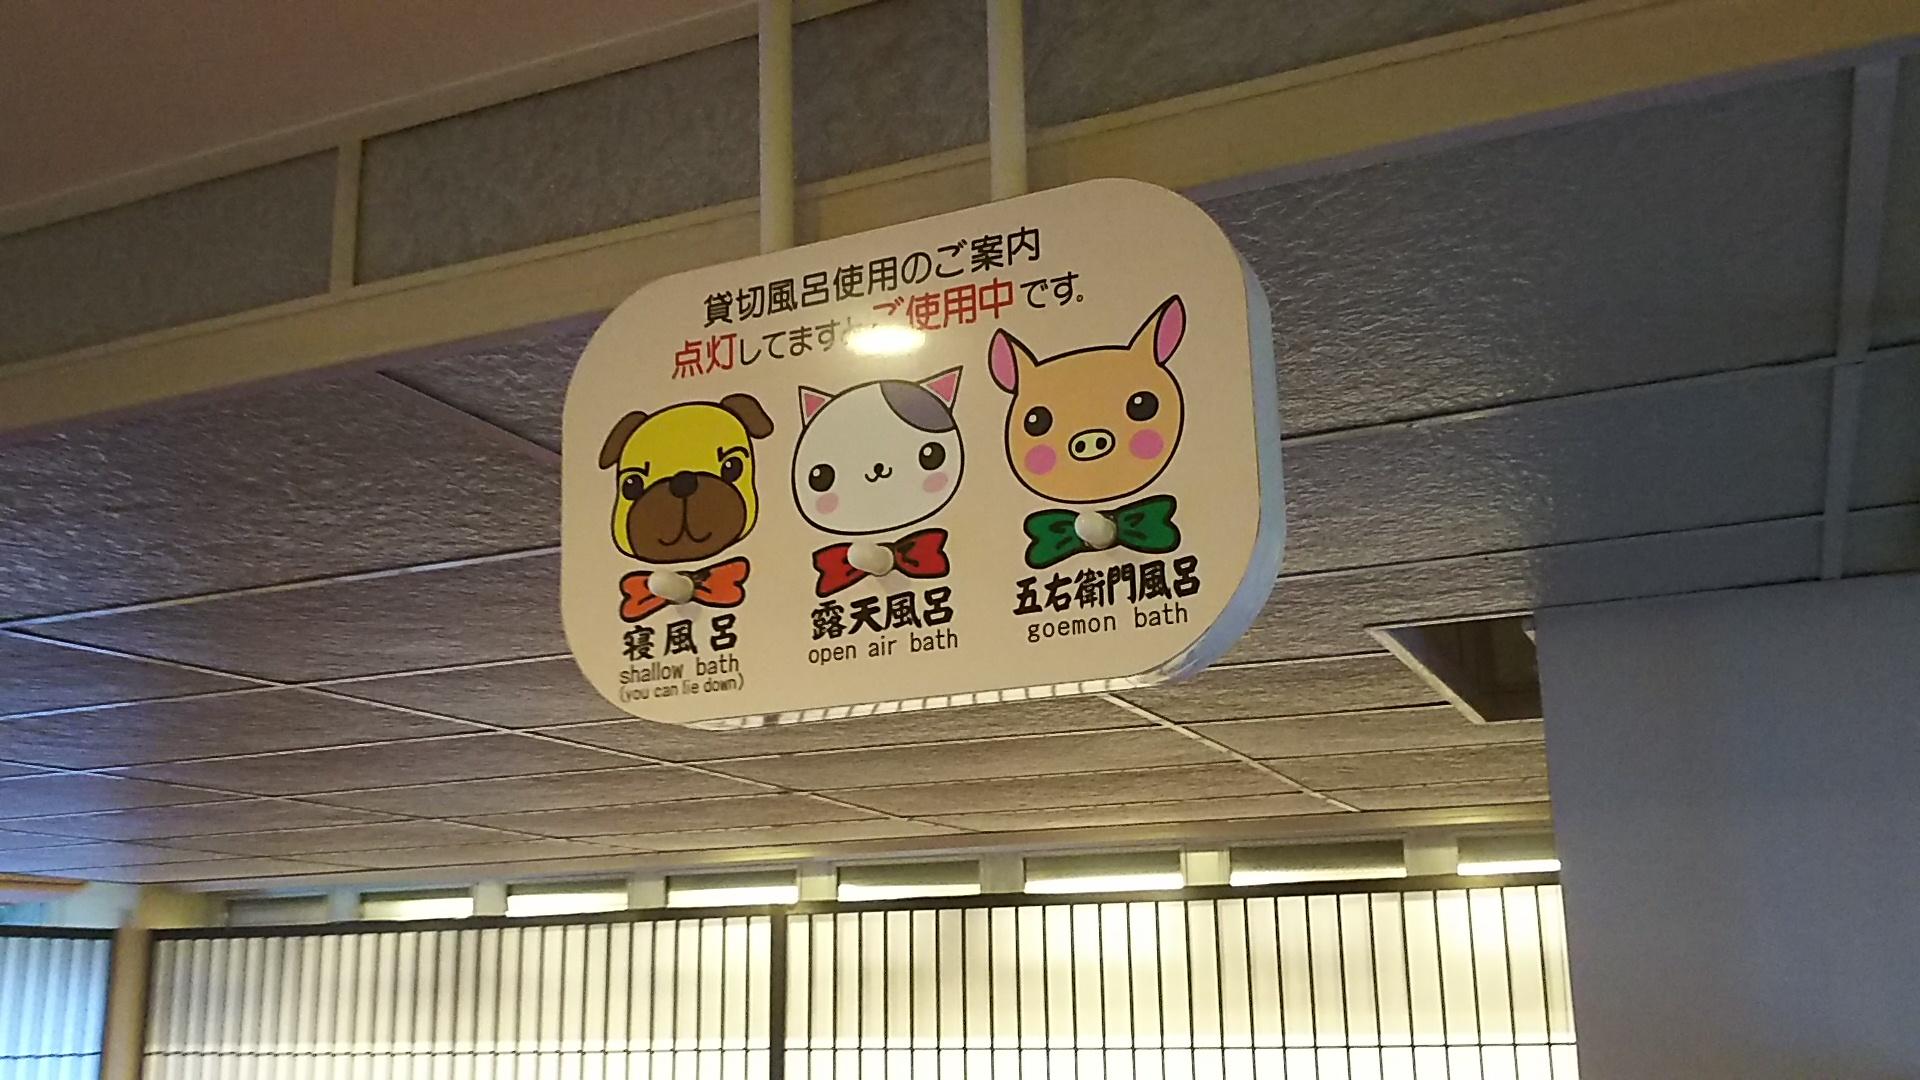 貸切風呂使用のご案内
点灯してますとご使用中です。
寝風呂
shallow bath
(you can lie down)
露天風呂
open air bath
五右衛門風呂
goemon bath